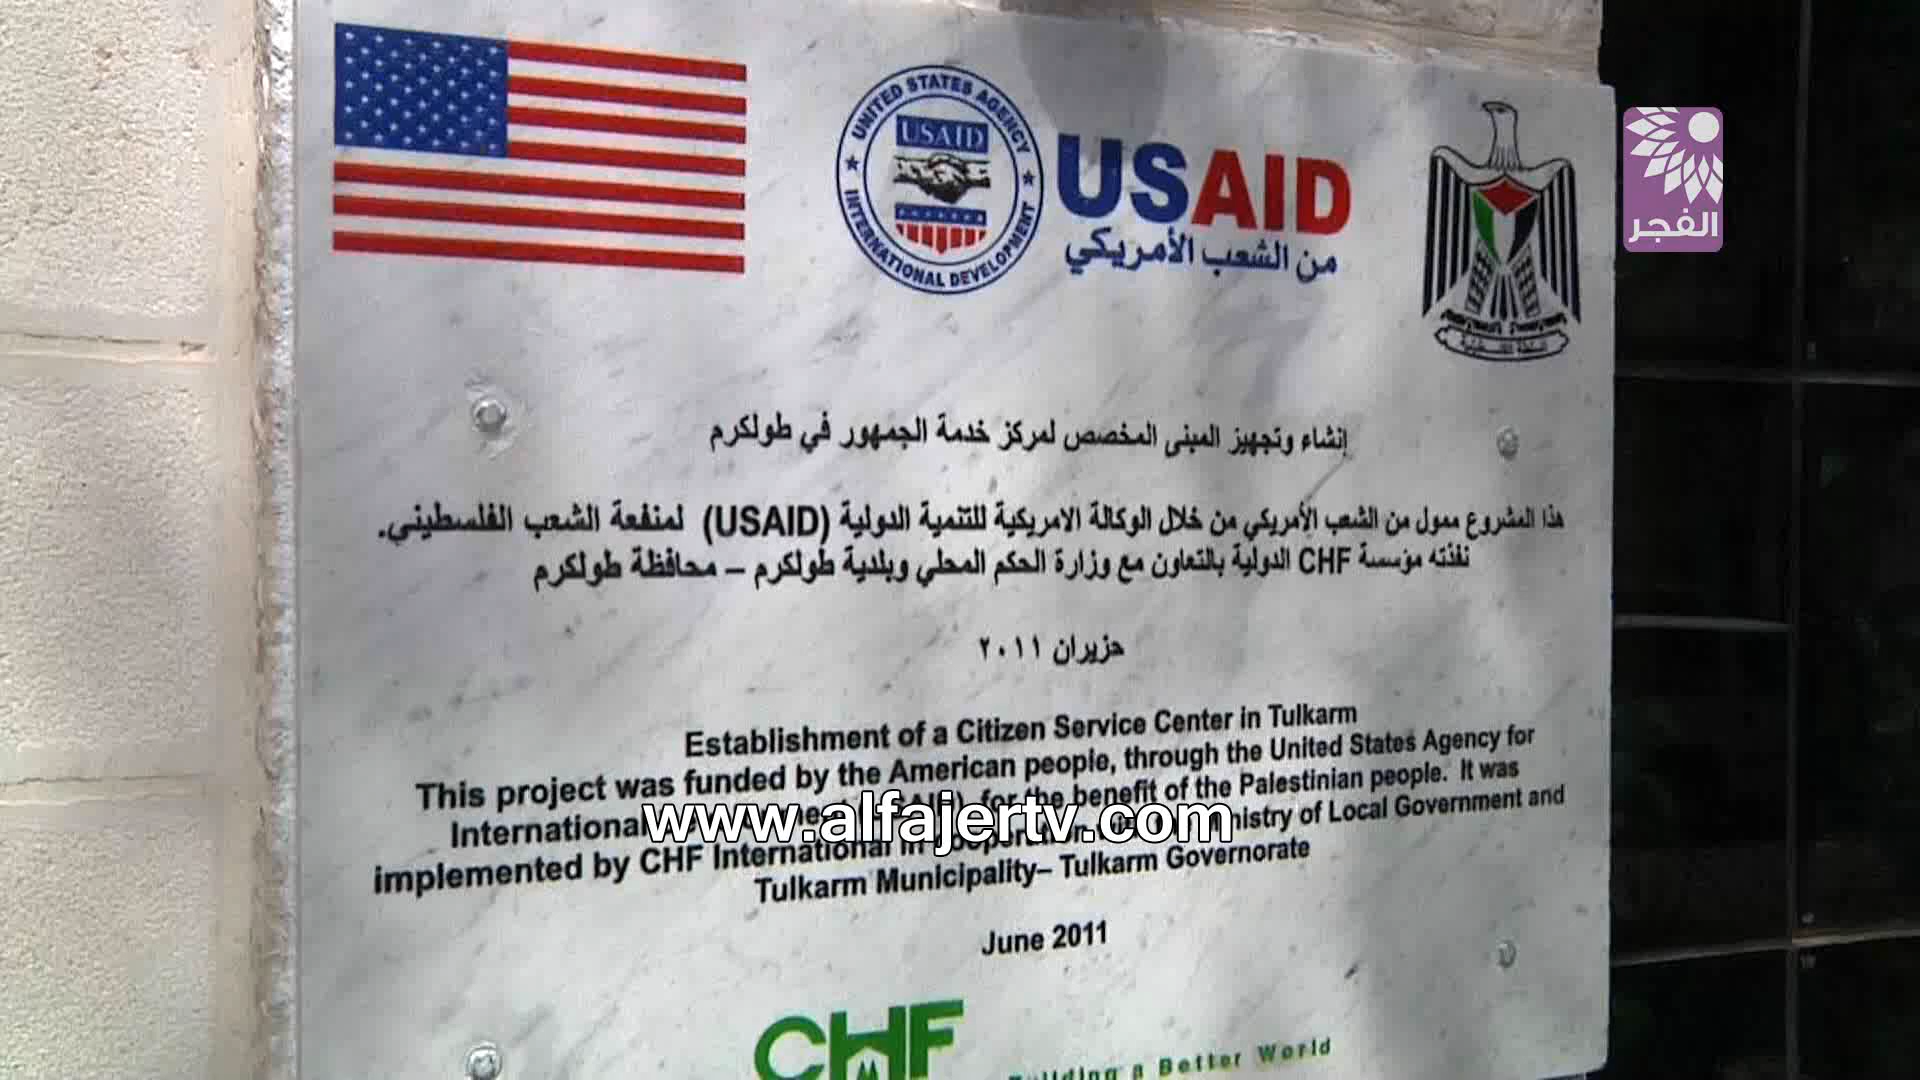 UNITED STATES AGENCY
USAID
INTERNATIONAL DEVELOPMENT
USAID
من الشعب الأمريكي
الفجر
إنشاء وتجهيز المبنى المخصص لمركز خدمة الجمهور في طولكرم
هذا المشروع ممول من الشعب الأمريكي من خلال الوكالة الامريكية للتنمية الدولية (USAID) لمنفعة الشعب الفلسطيني.
نفذته مؤسسة CHF الدولية بالتعاون مع وزارة الحكم المحلي وبلدية طولكرم – محافظة طولكرم
حزيران ٢٠١١
Establishment of a Citizen Service Center in Tulkarm
This project was funded by the American people, through the United States Agency for
International for the benefit of the Palestinian people. It was
www.alfajertv.com
implemented by CHF International in Ministry of Local Government and
Tulkarm Municipality– Tulkarm Governorate
June 2011
CHF
Building a Better World